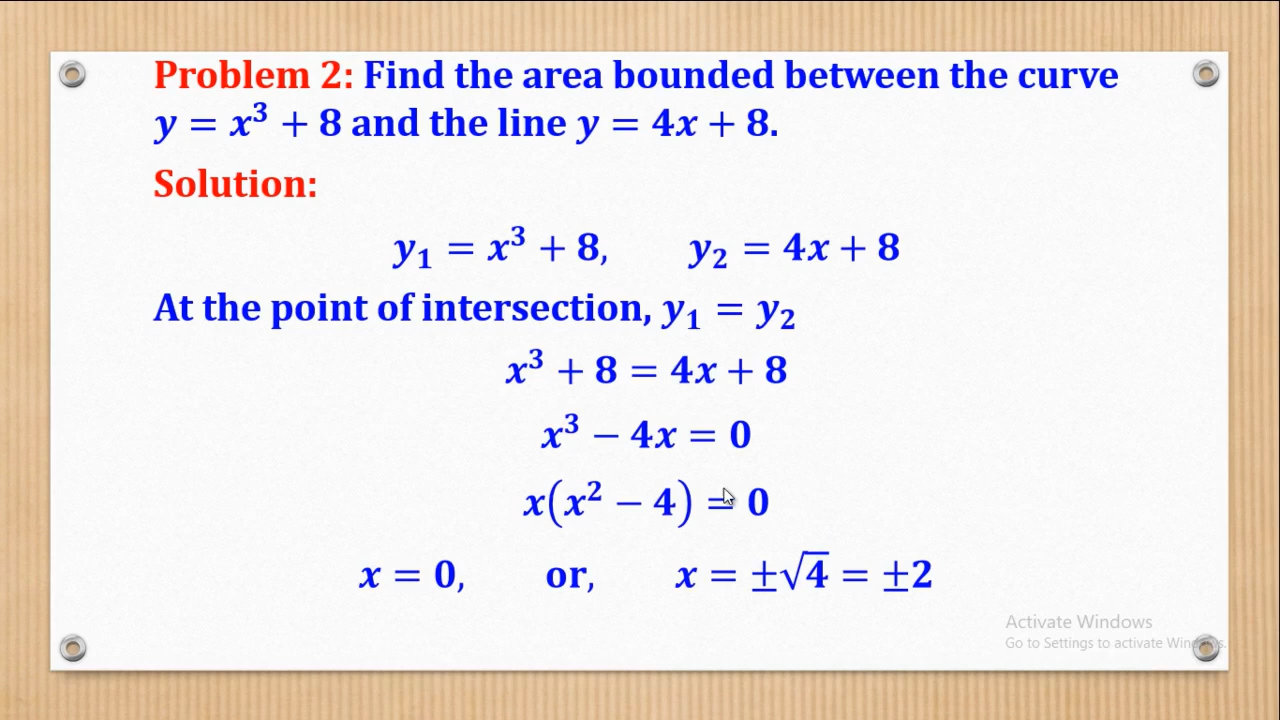 Problem 2: Find the area bounded between the curve
y = x³ + 8 and the line y = 4x + 8.
Solution:
y₁ = x³ + 8, y₂ = 4x + 8
At the point of intersection, y₁ = y₂
x³ + 8 = 4x + 8
x³ − 4x = 0
x(x² − 4) = 0
x = 0, or, x = ±√4 = ±2
Activate Windows
Go to Settings to activate Windows.